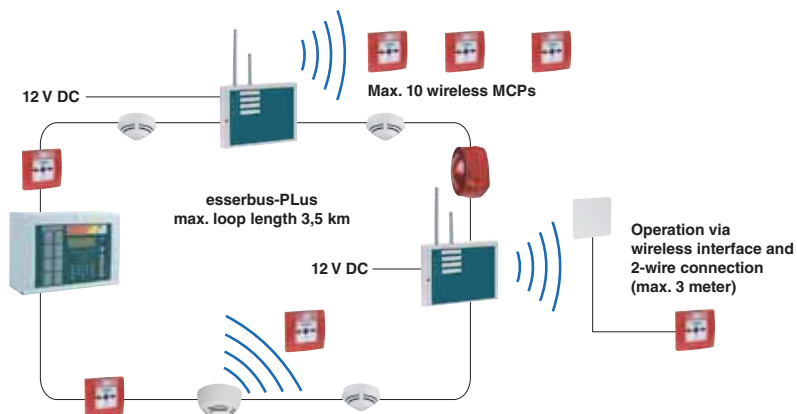 12 V DC
Max. 10 wireless MCPs
esserbus-PLus
max. loop length 3,5 km
12 V DC
Operation via
wireless interface and
2-wire connection
(max. 3 meter)